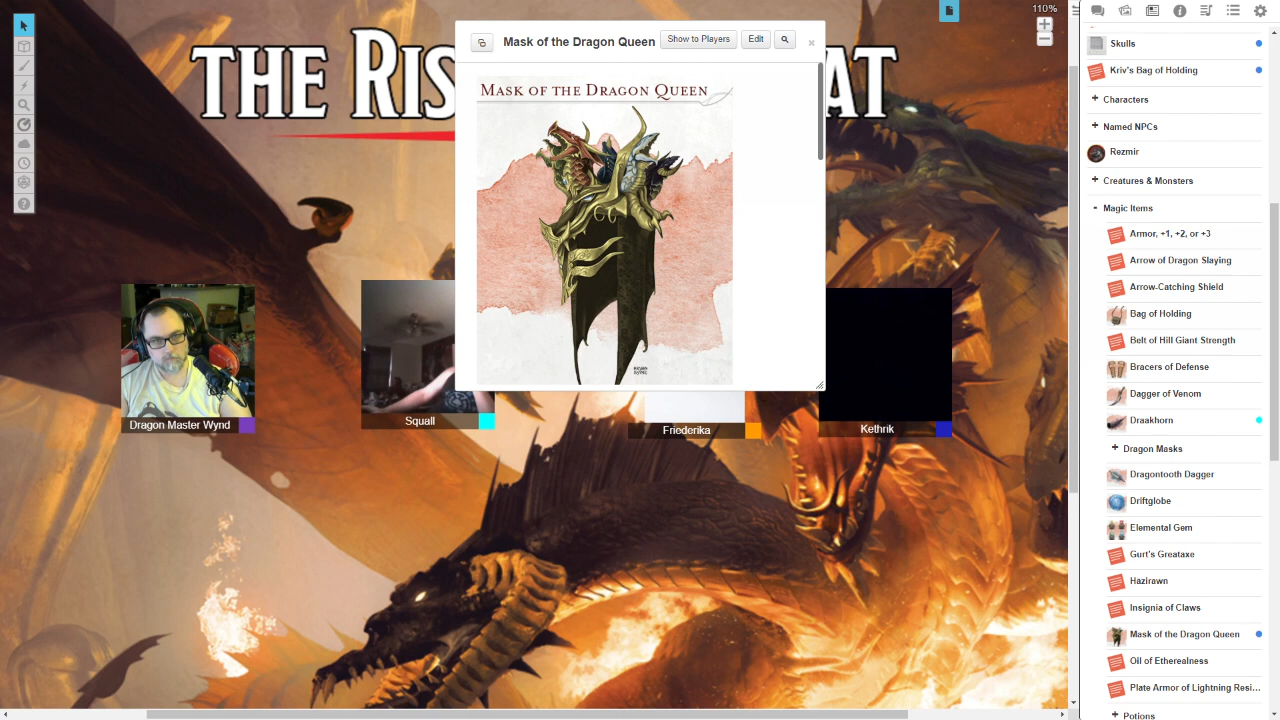 110%
THE RIS
AT
Mask of the Dragon Queen
Show to Players
Edit
MASK OF THE DRAGON QUEEN
Dragon Master Wynd
Squall
Friederika
Kethrik
Skulls
Kriv's Bag of Holding
Characters
Named NPCs
Rezmir
Creatures & Monsters
Magic Items
Armor, +1, +2, or +3
Arrow of Dragon Slaying
Arrow-Catching Shield
Bag of Holding
Belt of Hill Giant Strength
Bracers of Defense
Dagger of Venom
Draakhorn
Dragon Masks
Dragontooth Dagger
Driftglobe
Elemental Gem
Gurt's Greataxe
Hazirawn
Insignia of Claws
Mask of the Dragon Queen
Oil of Etherealness
Plate Armor of Lightning Resi...
Potions